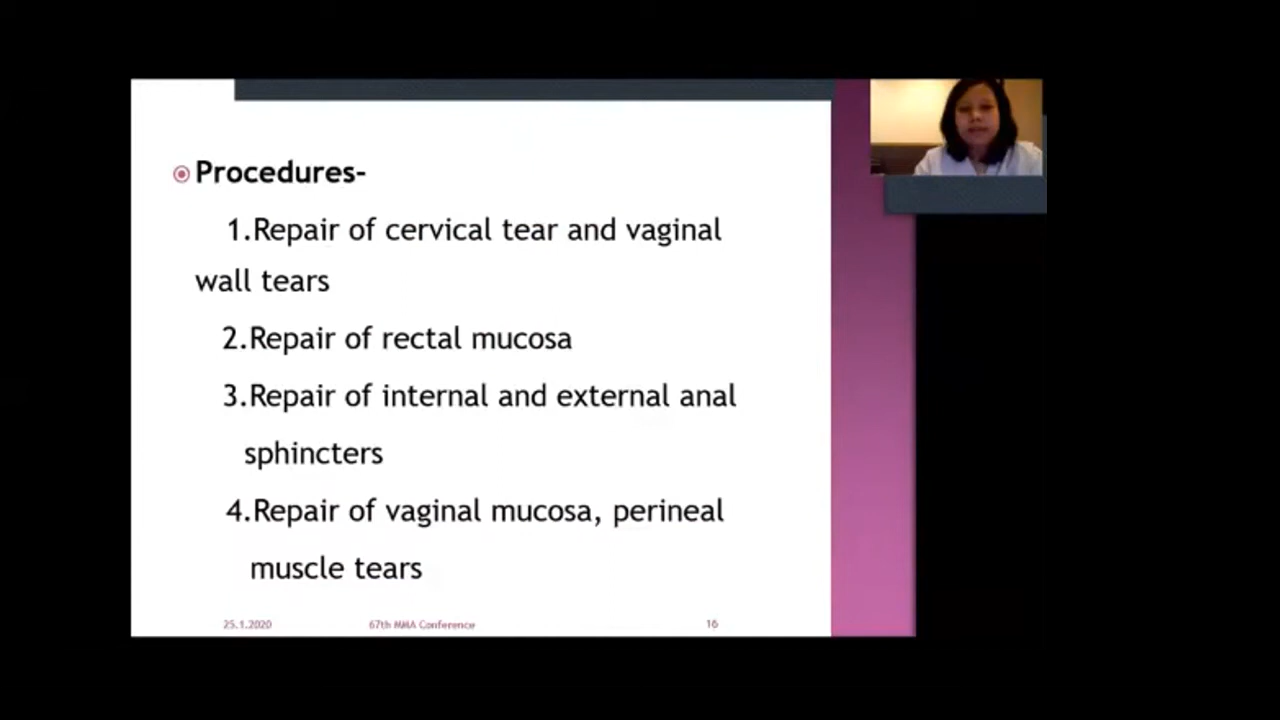 Procedures-
1.Repair of cervical tear and vaginal
wall tears
2.Repair of rectal mucosa
3.Repair of internal and external anal
sphincters
4.Repair of vaginal mucosa, perineal
muscle tears
25.1.2020 67th MMA Conference 16